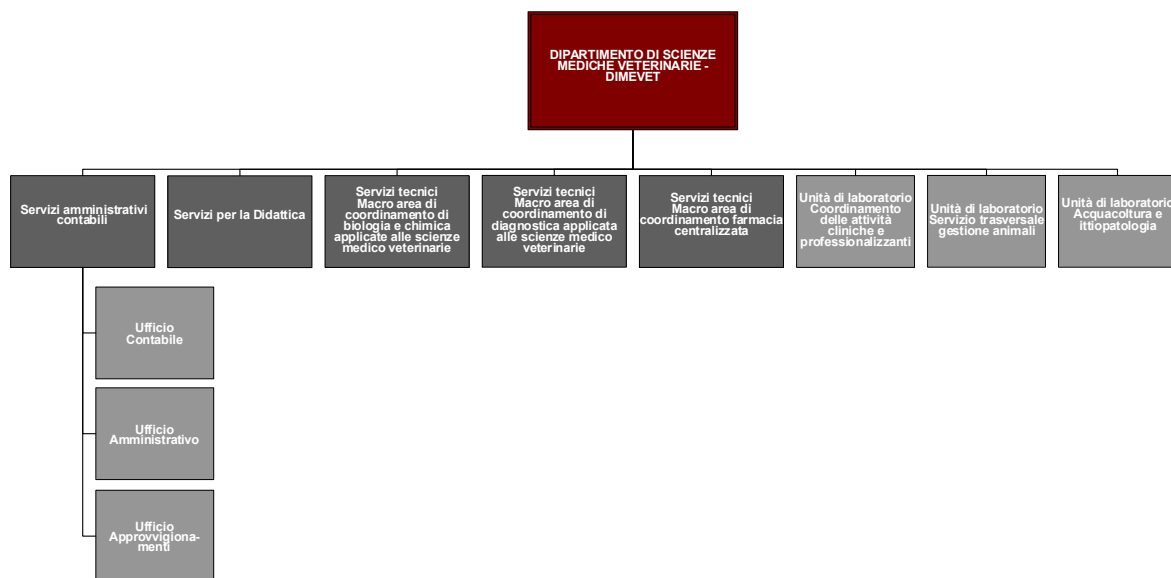 DIPARTIMENTO DI SCIENZE
MEDICHE VETERINARIE -
DIMEVET
Servizi amministrativi
contabili
Servizi per la Didattica
Servizi tecnici
Macro area di
coordinamento di
biologia e chimica
applicate alle scienze
medico veterinarie
Servizi tecnici
Macro area di
coordinamento di
diagnostica applicata
alle scienze medico
veterinarie
Servizi tecnici
Macro area di
coordinamento farmacia
centralizzata
Unità di laboratorio
Coordinamento
delle attività
cliniche e
professionalizzanti
Unità di laboratorio
Servizio trasversale
gestione animali
Unità di laboratorio
Acquacoltura e
ittiopatologia
Ufficio
Contabile
Ufficio
Amministrativo
Ufficio
Approvvigiona-
menti